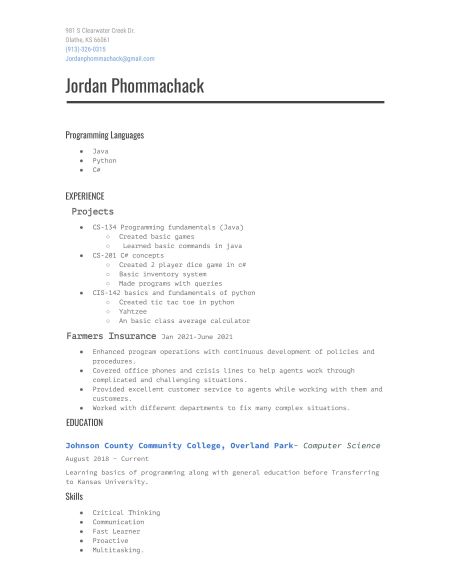 981 S Clearwater Creek Dr.
Olathe, KS 66061
(913)-326-0315
Jordanphommachack@gmail.com
Jordan Phommachack
Programming Languages
● Java
● Python
● C#
EXPERIENCE
Projects
● CS-134 Programming fundamentals (Java)
○ Created basic games
○ Learned basic commands in java
● CS-201 C# concepts
○ Created 2 player dice game in c#
○ Basic inventory system
○ Made programs with queries
● CIS-142 basics and fundamentals of python
○ Created tic tac toe in python
○ Yahtzee
○ An basic class average calculator
Farmers Insurance Jan 2021-June 2021
● Enhanced program operations with continuous development of policies and
procedures.
● Covered office phones and crisis lines to help agents work through
complicated and challenging situations.
● Provided excellent customer service to agents while working with them and
customers.
● Worked with different departments to fix many complex situations.
EDUCATION
Johnson County Community College, Overland Park- Computer Science
August 2018 - Current
Learning basics of programming along with general education before Transferring
to Kansas University.
Skills
● Critical Thinking
● Communication
● Fast Learner
● Proactive
● Multitasking.